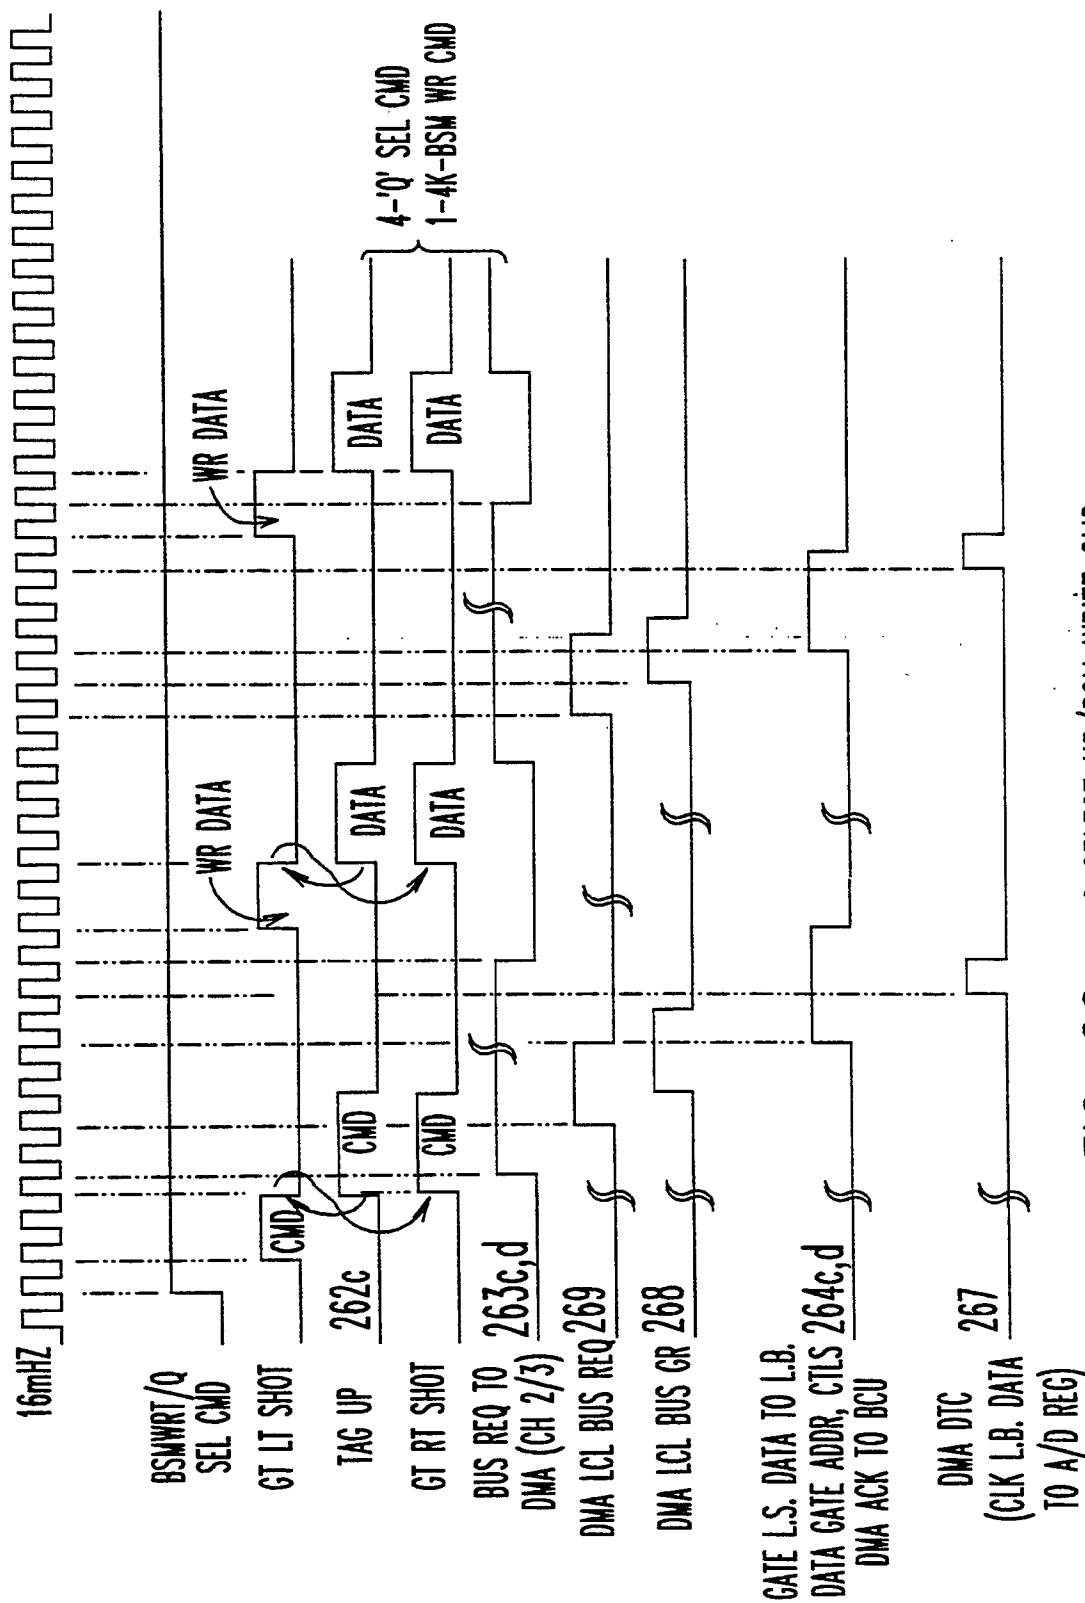 16mHZ
BSMWRT/Q
SEL CMD
GT LT SHOT
CMD
WR DATA
WR DATA
TAG UP
262c
CMD
DATA
DATA
GT RT SHOT
CMD
DATA
DATA
4-'Q' SEL CMD
1-4K-BSM WR CMD
BUS REQ TO
DMA (CH 2/3)
263c,d
DMA LCL BUS REQ 269
DMA LCL BUS GR 268
GATE L.S. DATA TO L.B.
DATA GATE ADDR, CTLS 264c,d
DMA ACK TO BCU
DMA DTC
(CLK L.B. DATA
TO A/D REG)
267